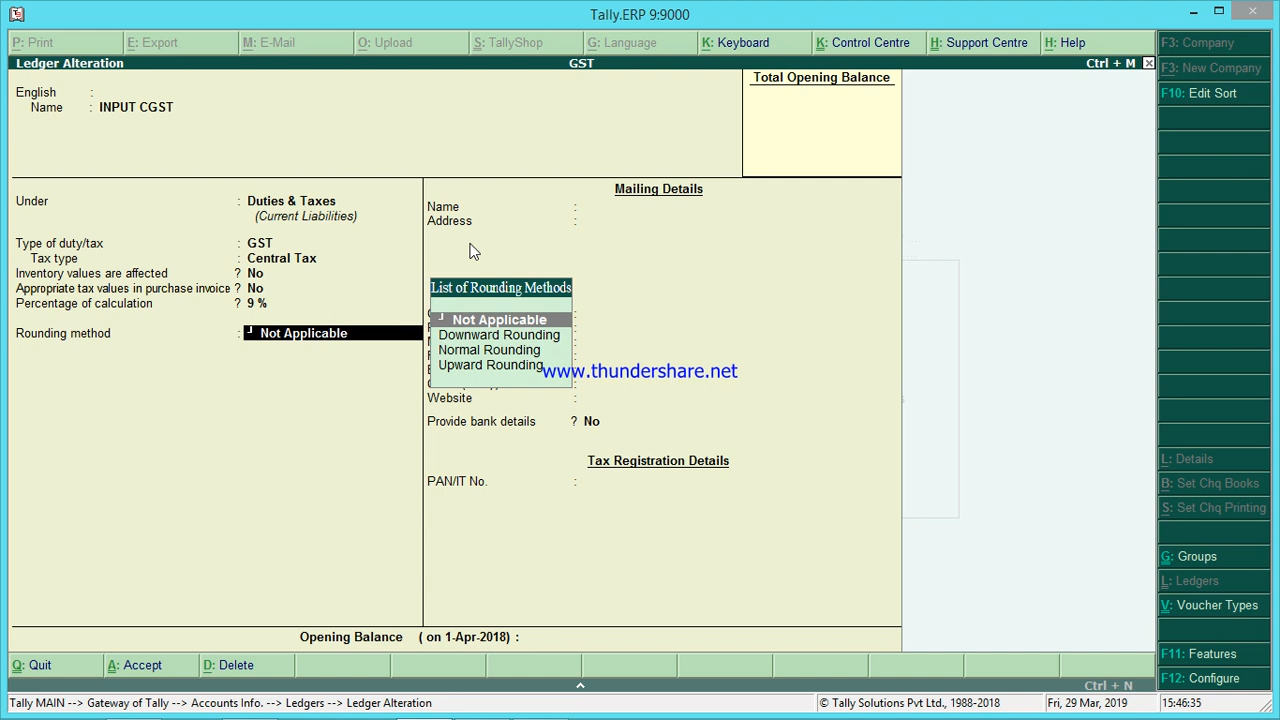 Tally.ERP 9:9000
P: Print
E: Export
M: E-Mail
O: Upload
S: TallyShop
G: Language
K: Keyboard
K: Control Centre
H: Support Centre
H: Help
F3: Company
Ledger Alteration
GST
Ctrl + M
F3: New Company
English :
Name : INPUT CGST
Total Opening Balance
F10: Edit Sort
Under : Duties & Taxes
(Current Liabilities)
Type of duty/tax : GST
Tax type : Central Tax
Inventory values are affected ? No
Appropriate tax values in purchase invoice ? No
Percentage of calculation ? 9 %
Rounding method : ┘ Not Applicable
Mailing Details
Name :
Address :
List of Rounding Methods
┘ Not Applicable
Downward Rounding
Normal Rounding
Upward Rounding
www.thundershare.net
Website :
Provide bank details ? No
Tax Registration Details
PAN/IT No. :
L: Details
B: Set Chq Books
S: Set Chq Printing
G: Groups
L: Ledgers
V: Voucher Types
F11: Features
F12: Configure
Opening Balance ( on 1-Apr-2018) :
Q: Quit
A: Accept
D: Delete
Ctrl + N
Tally MAIN --> Gateway of Tally --> Accounts Info. --> Ledgers --> Ledger Alteration
© Tally Solutions Pvt Ltd., 1988-2018
Fri, 29 Mar, 2019
15:46:35